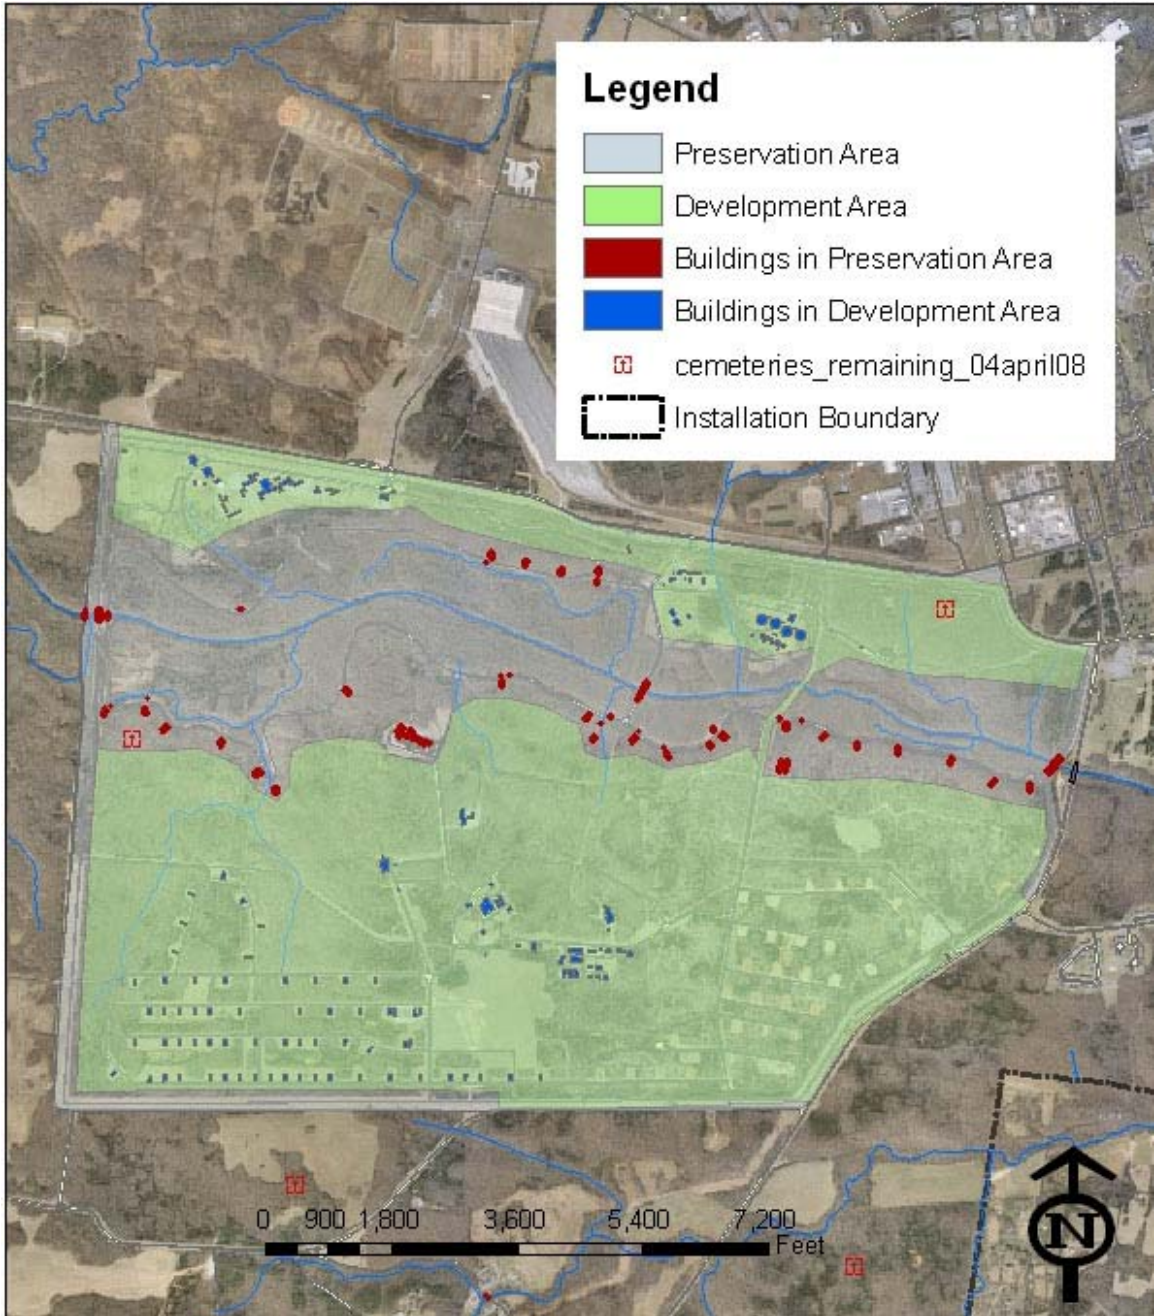 Legend
Preservation Area
Development Area
Buildings in Preservation Area
Buildings in Development Area
cemeteries_remaining_04april08
Installation Boundary
0 900 1,800 3,600 5,400 7,200
Feet
N